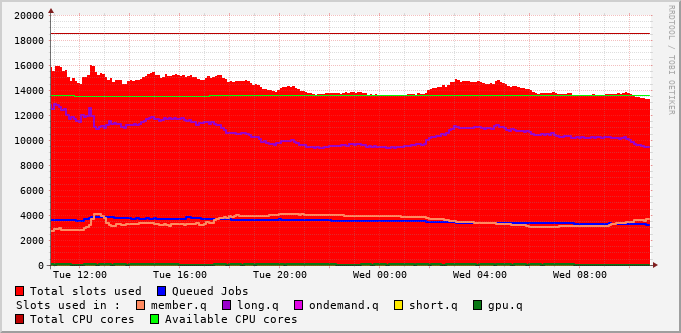 RRDTOOL / TOBI OETIKER
20000
18000
16000
14000
12000
10000
8000
6000
4000
2000
0
Tue 12:00 Tue 16:00 Tue 20:00 Wed 00:00 Wed 04:00 Wed 08:00
Total slots used Queued Jobs
Slots used in : member.q long.q ondemand.q short.q gpu.q
Total CPU cores Available CPU cores